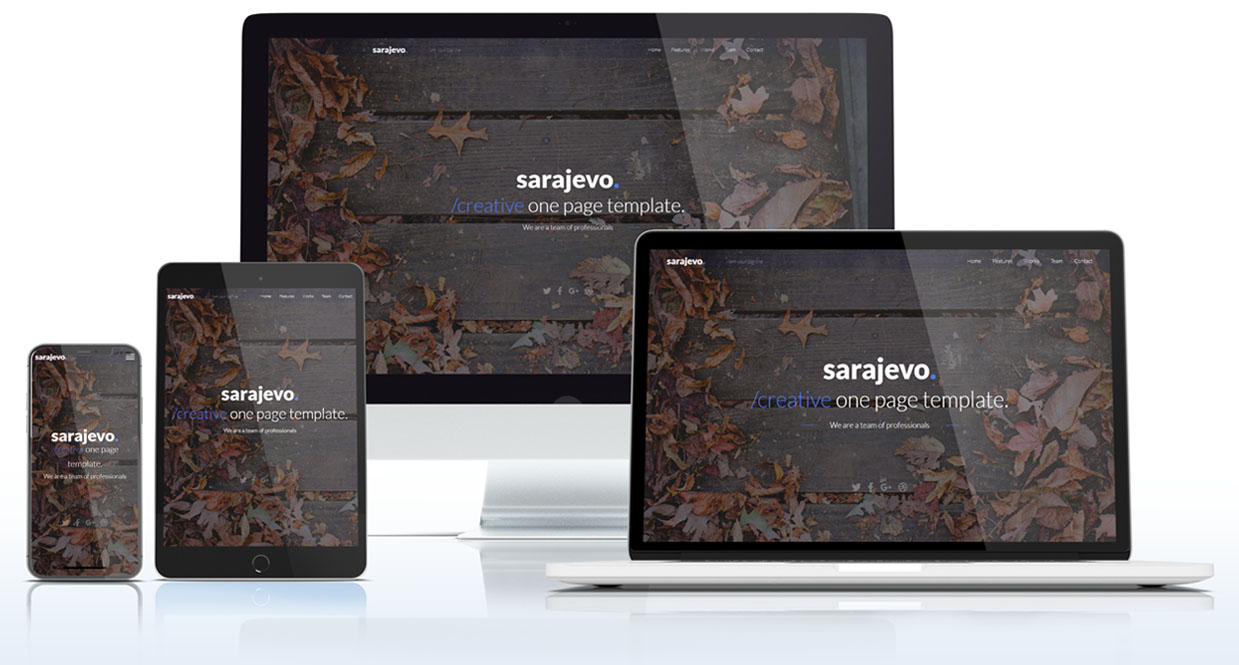 sarajevo.
Home Features Works Team Contact
sarajevo.
/creative one page template.
We are a team of professionals
sarajevo.
Home Features Works Team Contact
sarajevo.
/creative one page template.
We are a team of professionals
sarajevo.
Home Features Works Team Contact
sarajevo.
/creative one page template.
We are a team of professionals
sarajevo.
sarajevo.
/creative one page
template.
We are a team of professionals